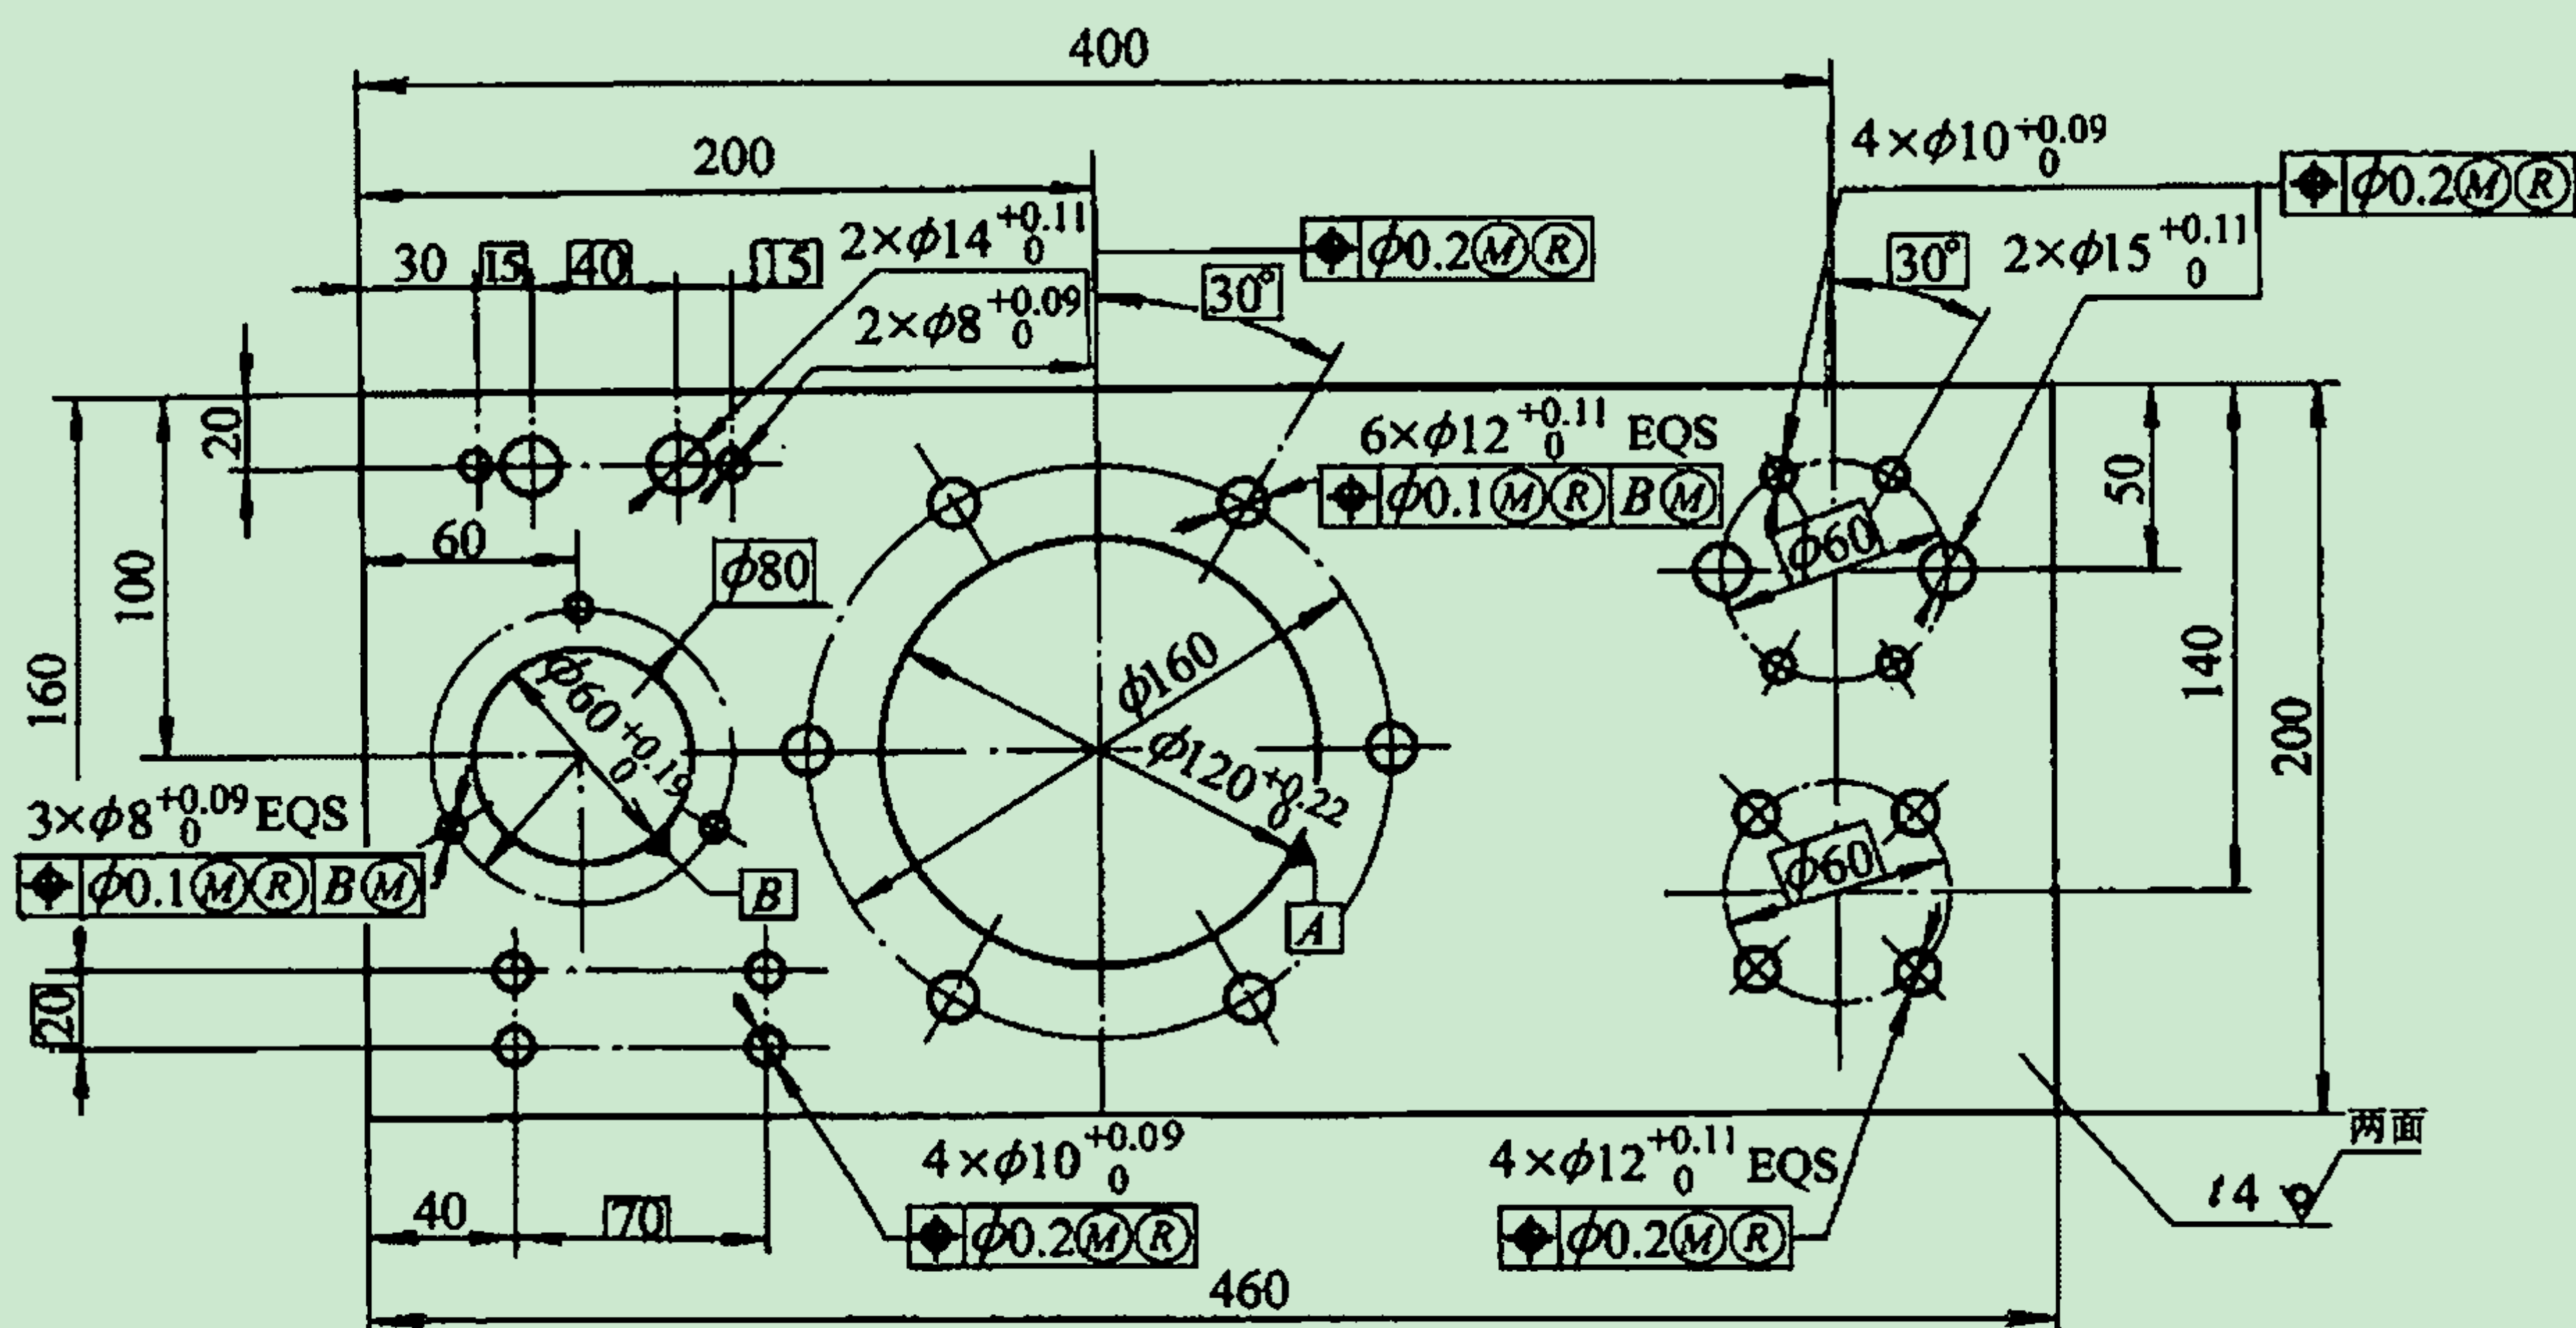 400
4×ϕ10 +0.09 0
⌖ ϕ0.2 Ⓜ Ⓡ
200
2×ϕ14 +0.11 0
⌖ ϕ0.2 Ⓜ Ⓡ
30°
2×ϕ15 +0.11 0
30 15 40 15
30°
2×ϕ8 +0.09 0
20
6×ϕ12 +0.11 0 EQS
⌖ ϕ0.1 Ⓜ Ⓡ B Ⓜ
50
60
ϕ80
ϕ60
100
160
140
200
ϕ60 +0.19 0
ϕ160
ϕ120 +0.22 0
3×ϕ8 +0.09 0 EQS
⌖ ϕ0.1 Ⓜ Ⓡ B Ⓜ
B
A
ϕ60
20
4×ϕ10 +0.09 0
⌖ ϕ0.2 Ⓜ Ⓡ
4×ϕ12 +0.11 0 EQS
⌖ ϕ0.2 Ⓜ Ⓡ
两面
t4
40 70
460